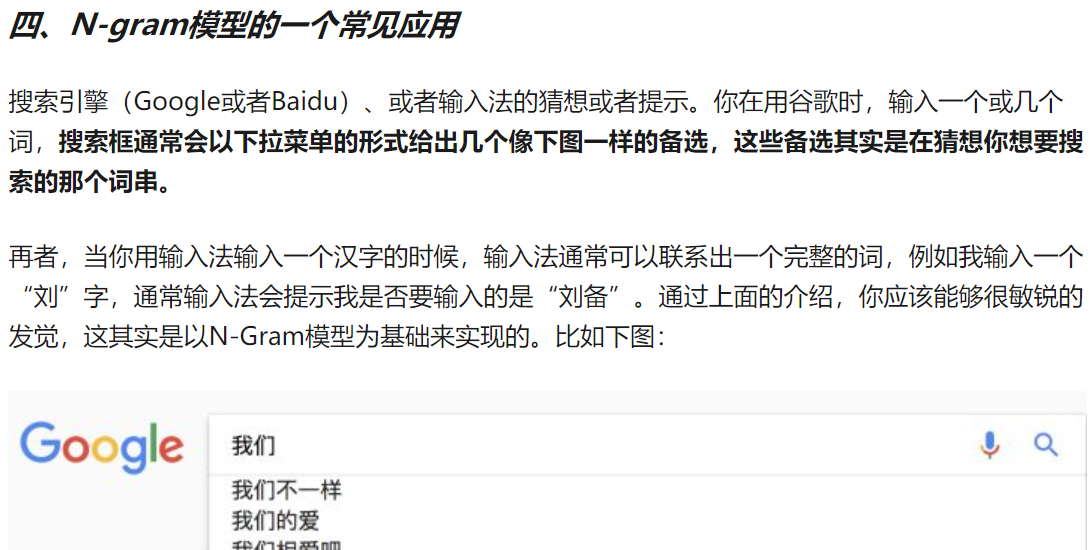 四、N-gram模型的一个常见应用
搜索引擎（Google或者Baidu）、或者输入法的猜想或者提示。你在用谷歌时，输入一个或几个
词，搜索框通常会以下拉菜单的形式给出几个像下图一样的备选，这些备选其实是在猜想你想要搜
索的那个词串。
再者，当你用输入法输入一个汉字的时候，输入法通常可以联系出一个完整的词，例如我输入一个
“刘”字，通常输入法会提示我是否要输入的是“刘备”。通过上面的介绍，你应该能够很敏锐的
发觉，这其实是以N-Gram模型为基础来实现的。比如下图：
Google
我们
我们不一样
我们的爱
我们相爱吧